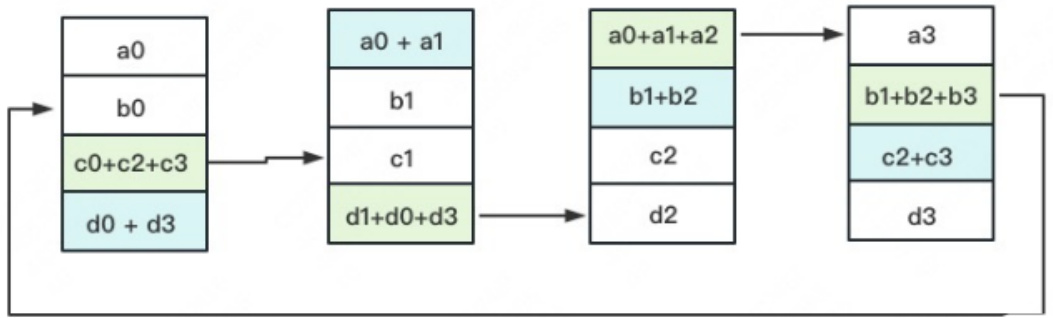 a0
b0
c0+c2+c3
d0 + d3
a0 + a1
b1
c1
d1+d0+d3
a0+a1+a2
b1+b2
c2
d2
a3
b1+b2+b3
c2+c3
d3